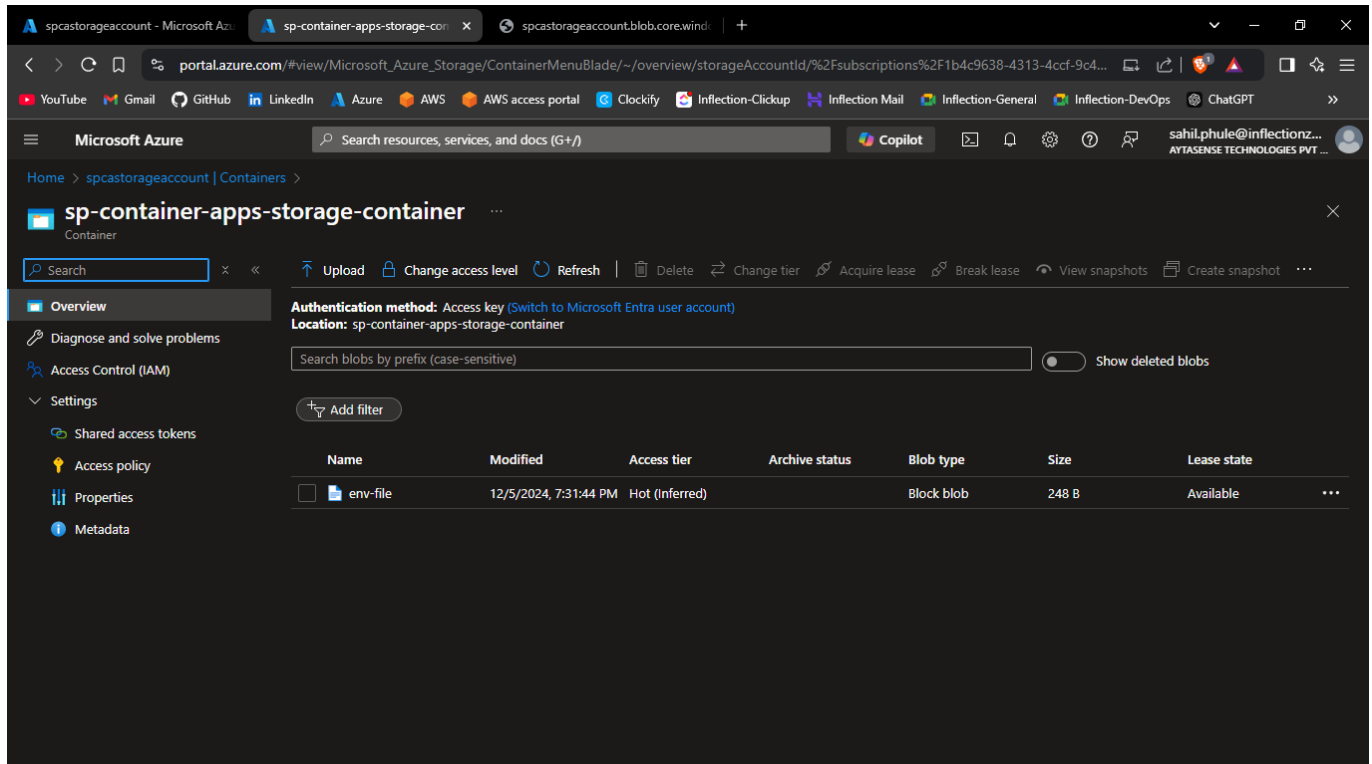 spcastorageaccount - Microsoft Azu
sp-container-apps-storage-con
spcastorageaccount.blob.core.windo
portal.azure.com/#view/Microsoft_Azure_Storage/ContainerMenuBlade/~/overview/storageAccountId/%2Fsubscriptions%2F1b4c9638-4313-4ccf-9c4...
YouTube Gmail GitHub LinkedIn Azure AWS AWS access portal Clockify Inflection-Clickup Inflection Mail Inflection-General Inflection-DevOps ChatGPT »
Microsoft Azure
Search resources, services, and docs (G+/)
Copilot
sahil.phule@inflectionz...
AYTASENSE TECHNOLOGIES PVT ...
Home > spcastorageaccount | Containers >
sp-container-apps-storage-container ...
Container
Search
Upload Change access level Refresh Delete Change tier Acquire lease Break lease View snapshots Create snapshot ...
Overview
Diagnose and solve problems
Access Control (IAM)
Settings
Shared access tokens
Access policy
Properties
Metadata
Authentication method: Access key (Switch to Microsoft Entra user account)
Location: sp-container-apps-storage-container
Search blobs by prefix (case-sensitive)
Show deleted blobs
Add filter
Name Modified Access tier Archive status Blob type Size Lease state
env-file 12/5/2024, 7:31:44 PM Hot (Inferred) Block blob 248 B Available ...